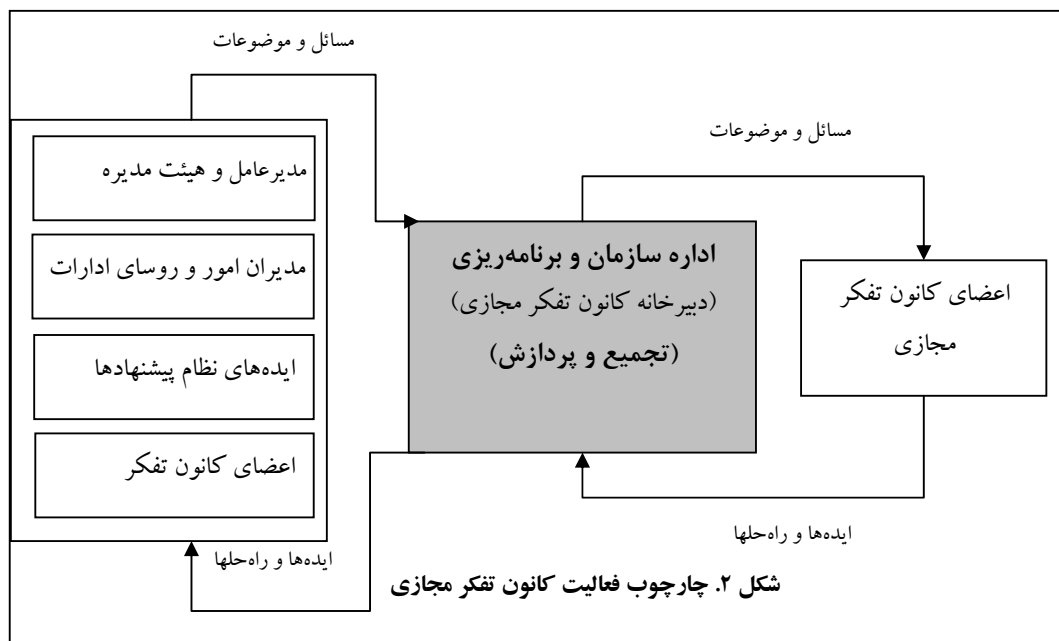 مسائل و موضوعات
مدیرعامل و هیئت مدیره
مدیران امور و روسای ادارات
ایده‌های نظام پیشنهادها
اعضای کانون تفکر
مسائل و موضوعات
اداره سازمان و برنامه‌ریزی
(دبیرخانه کانون تفکر مجازی)
(تجمیع و پردازش)
اعضای کانون تفکر
مجازی
ایده‌ها و راه‌حلها
ایده‌ها و راه‌حلها
شکل ۲. چارچوب فعالیت کانون تفکر مجازی